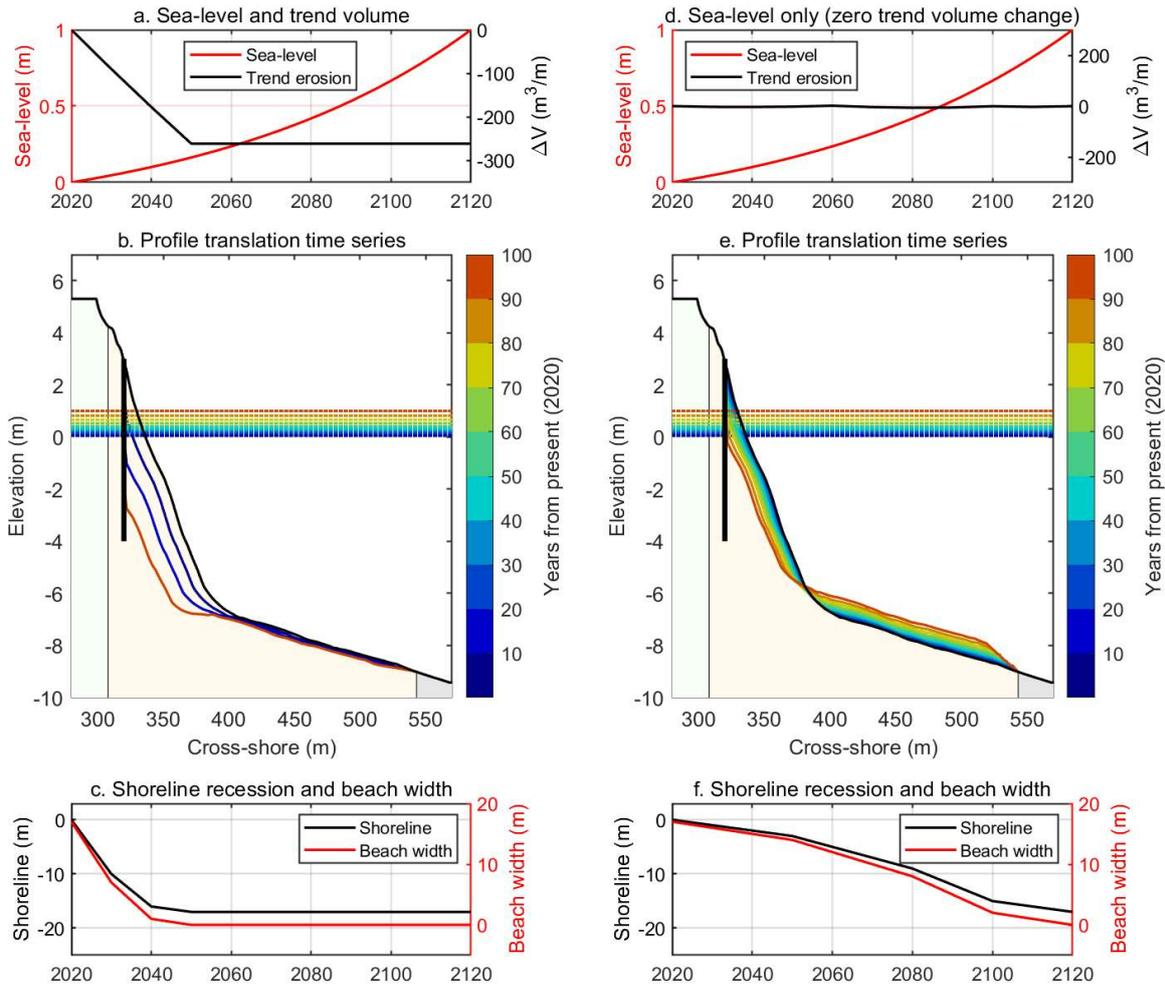 a. Sea-level and trend volume
Sea-level (m)
1
0.5
0
Sea-level
Trend erosion
0
-100
-200
-300
ΔV (m³/m)
2020 2040 2060 2080 2100 2120
b. Profile translation time series
Elevation (m)
6
4
2
0
-2
-4
-6
-8
-10
300 350 400 450 500 550
Cross-shore (m)
100
90
80
70
60
50
40
30
20
10
Years from present (2020)
c. Shoreline recession and beach width
Shoreline (m)
0
-10
-20
Shoreline
Beach width
20
10
0
Beach width (m)
2020 2040 2060 2080 2100 2120
d. Sea-level only (zero trend volume change)
Sea-level (m)
1
0.5
0
Sea-level
Trend erosion
200
0
-200
ΔV (m³/m)
2020 2040 2060 2080 2100 2120
e. Profile translation time series
Elevation (m)
6
4
2
0
-2
-4
-6
-8
-10
300 350 400 450 500 550
Cross-shore (m)
100
90
80
70
60
50
40
30
20
10
Years from present (2020)
f. Shoreline recession and beach width
Shoreline (m)
0
-10
-20
Shoreline
Beach width
20
10
0
Beach width (m)
2020 2040 2060 2080 2100 2120